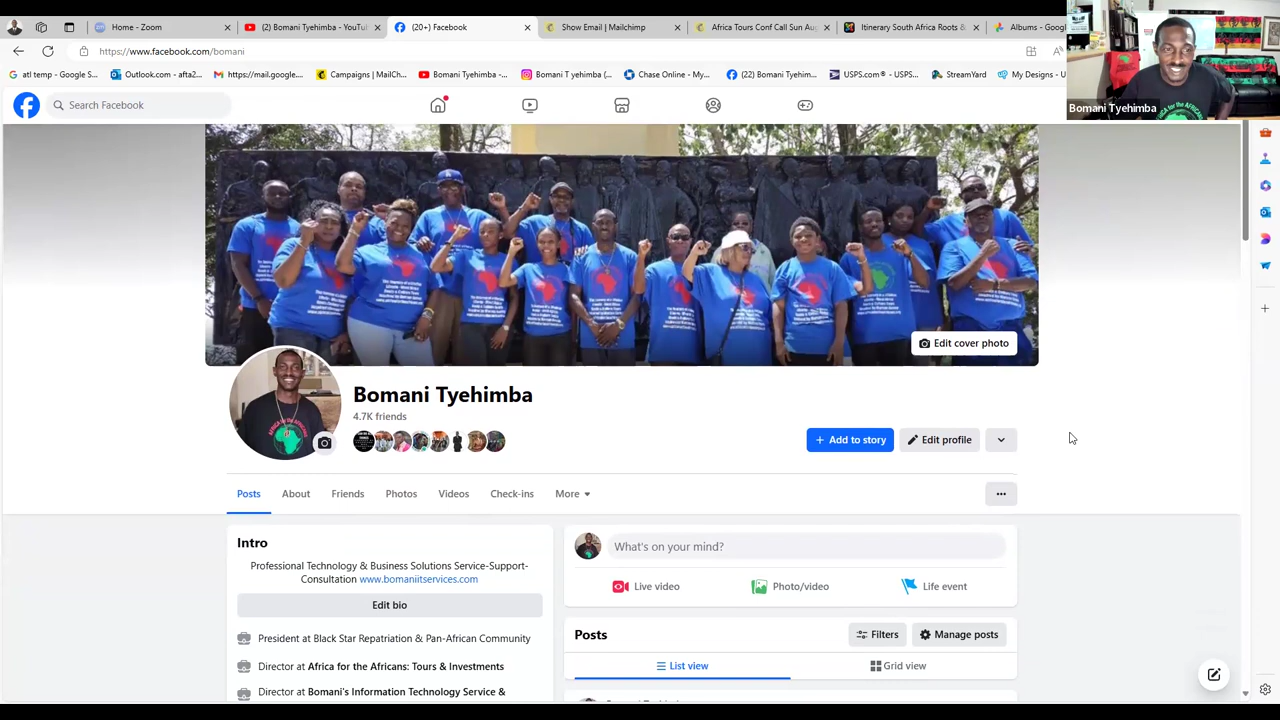 Home - Zoom
(2) Bomani Tyehimba - YouTu
(20+) Facebook
Show Email | Mailchimp
Africa Tours Conf Call Sun Au
Itinerary South Africa Roots &
Albums - Goog
https://www.facebook.com/bomani
atl temp - Google S...
Outlook.com - afta2...
https://mail.google....
Campaigns | MailCh...
Bomani Tyehimba -...
Bomani T yehimba (...
Chase Online - My...
(22) Bomani Tyehim...
USPS.com® - USPS...
StreamYard
My Designs - U
Bomani Tyehimba
Search Facebook
Edit cover photo
Bomani Tyehimba
4.7K friends
Add to story
Edit profile
Posts
About
Friends
Photos
Videos
Check-ins
More
Intro
Professional Technology & Business Solutions Service-Support-
Consultation www.bomaniitservices.com
Edit bio
President at Black Star Repatriation & Pan-African Community
Director at Africa for the Africans: Tours & Investments
Director at Bomani's Information Technology Service &
What's on your mind?
Live video
Photo/video
Life event
Posts
Filters
Manage posts
List view
Grid view